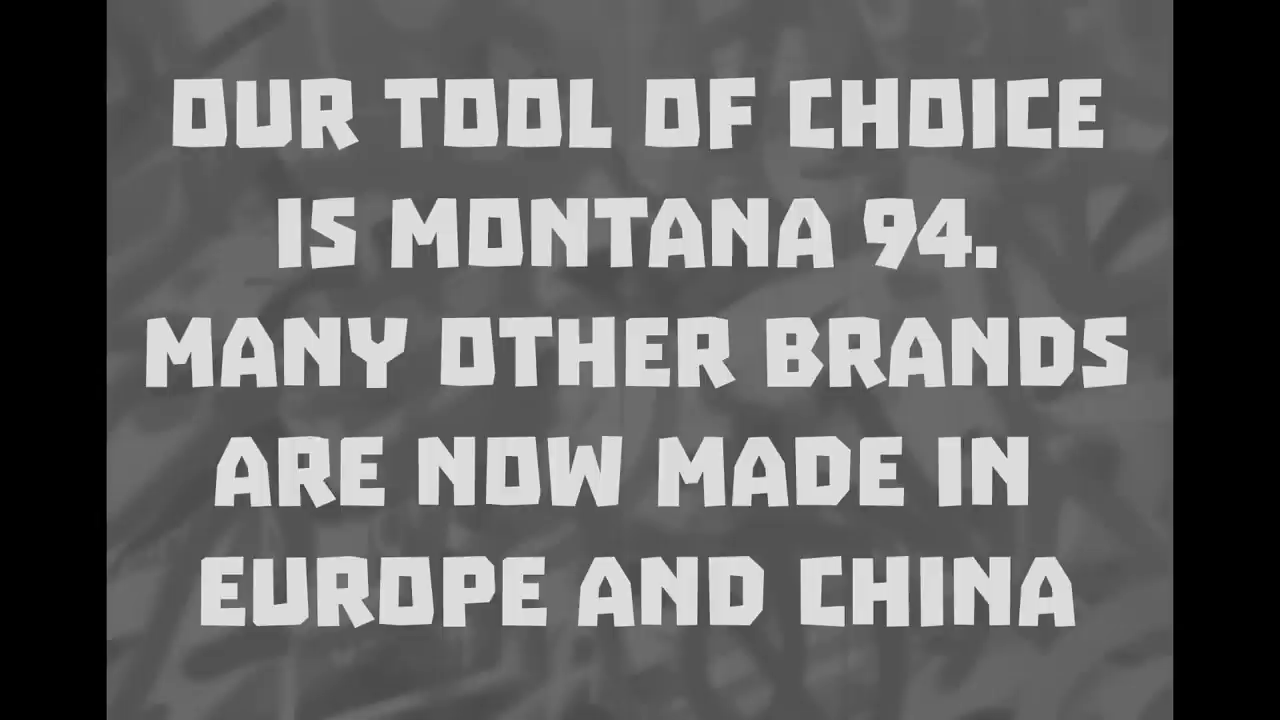 OUR TOOL OF CHOICE
IS MONTANA 94.
MANY OTHER BRANDS
ARE NOW MADE IN
EUROPE AND CHINA